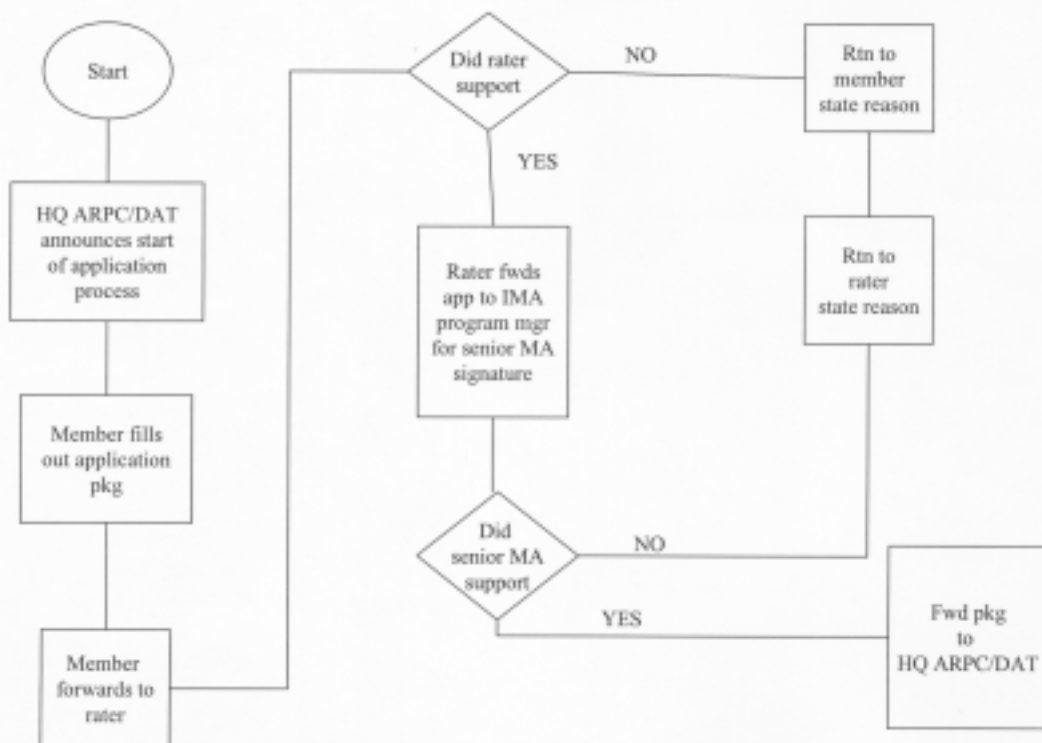 Start
HQ ARPC/DAT
announces start
of application
process
Member fills
out application
pkg
Member
forwards to
rater
Did rater
support
NO
Rtn to
member
state reason
YES
Rater fwds
app to IMA
program mgr
for senior MA
signature
Rtn to
rater
state reason
Did
senior MA
support
NO
YES
Fwd pkg
to
HQ ARPC/DAT